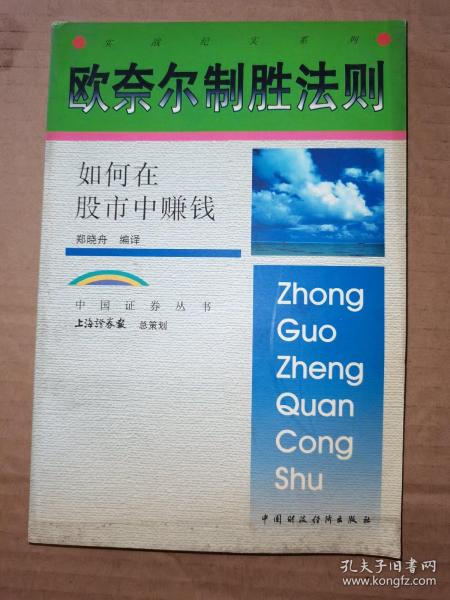 实战纪实系列
欧奈尔制胜法则
如何在
股市中赚钱
郑晓舟 编译
中国证券丛书
上海證券報 总策划
Zhong
Guo
Zheng
Quan
Cong
Shu
中国财政经济出版社
孔夫子旧书网
www.kongfz.com